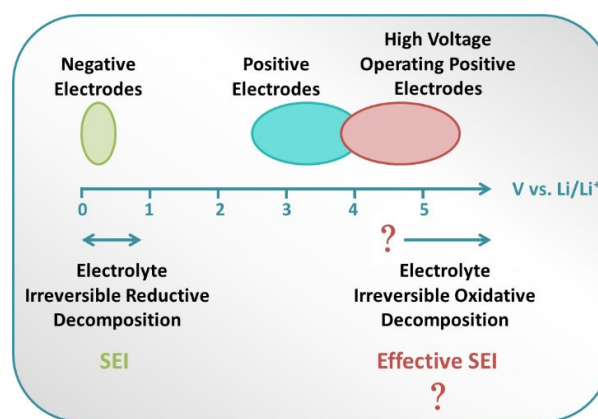 Negative
Electrodes
Positive
Electrodes
High Voltage
Operating Positive
Electrodes
V vs. Li/Li⁺
0 1 2 3 4 5
?
Electrolyte
Irreversible Reductive
Decomposition
SEI
Electrolyte
Irreversible Oxidative
Decomposition
Effective SEI
?